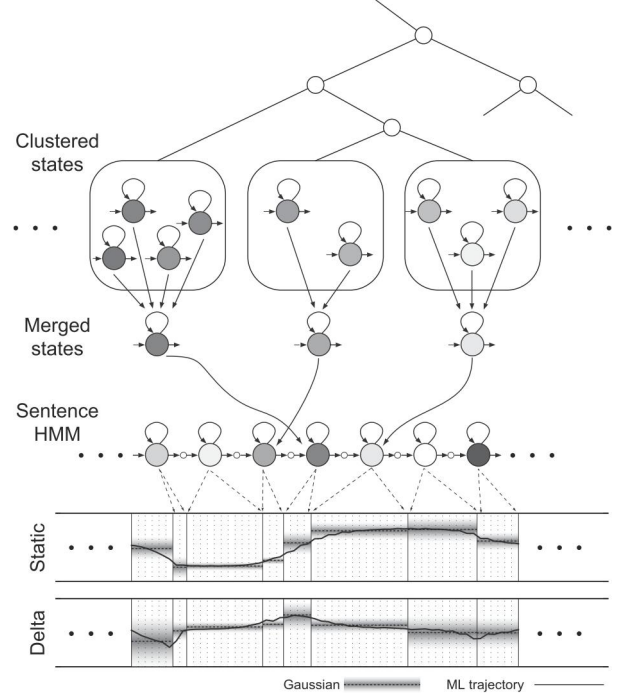 Clustered
states
Merged
states
Sentence
HMM
Static
Delta
Gaussian
ML trajectory